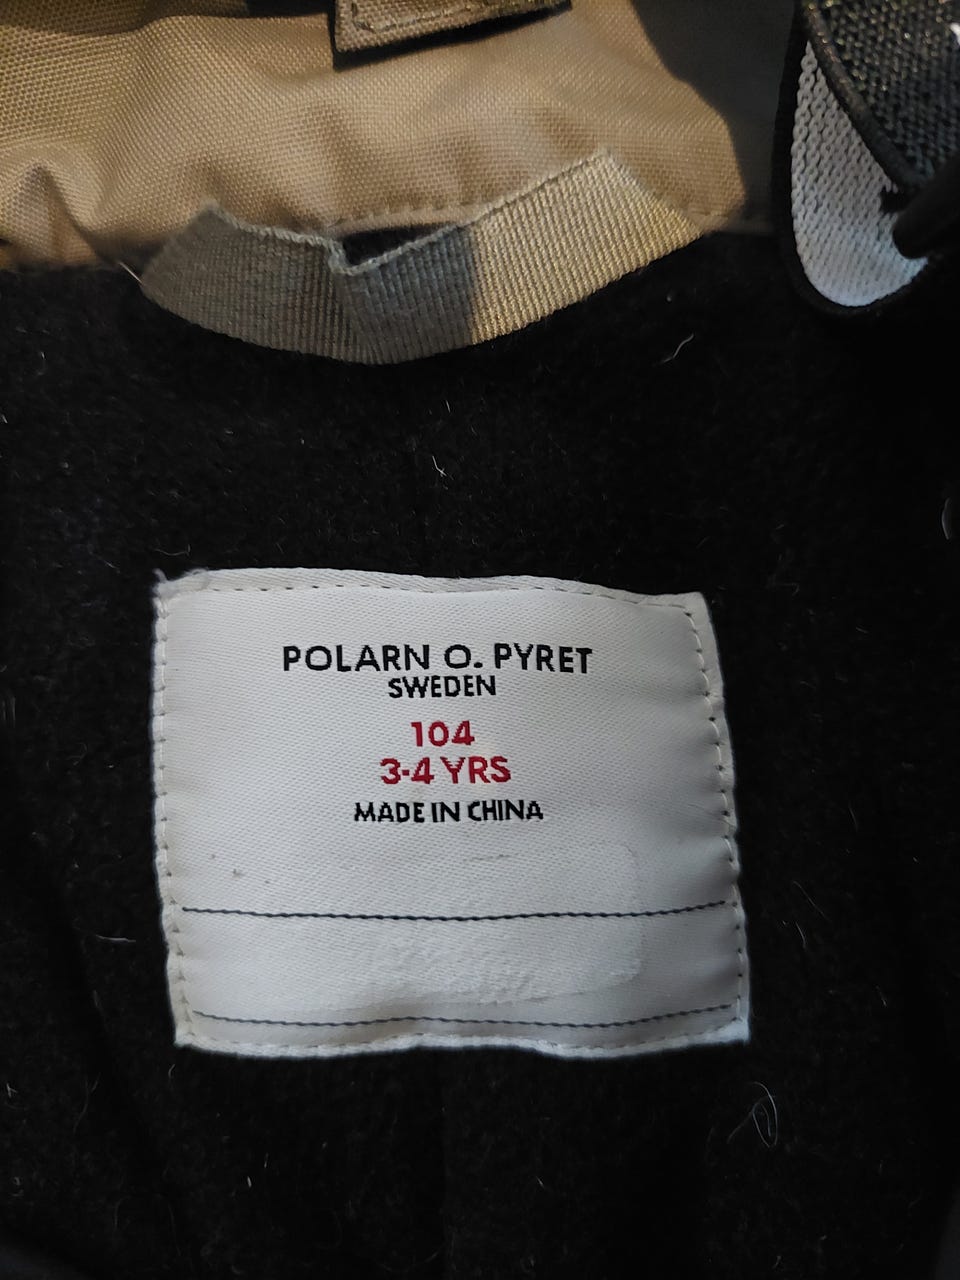 POLARN O. PYRET
SWEDEN
104
3-4 YRS
MADE IN CHINA